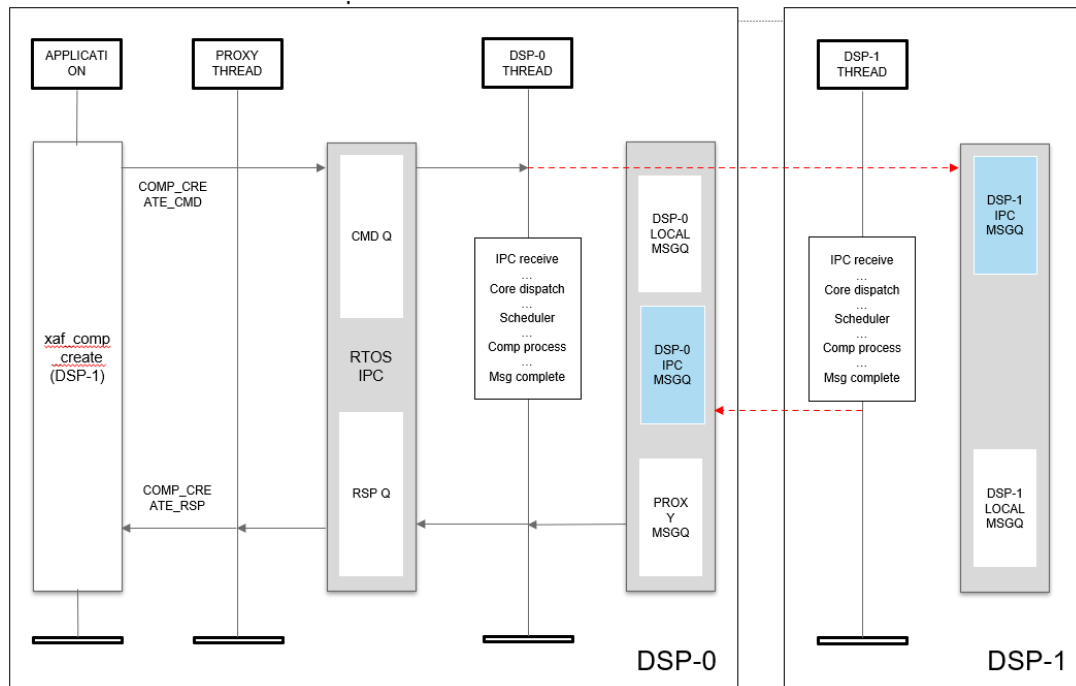 APPLICATI
ON
PROXY
THREAD
DSP-0
THREAD
DSP-1
THREAD
COMP_CRE
ATE_CMD
CMD Q
DSP-0
LOCAL
MSGQ
DSP-1
IPC
MSGQ
IPC receive
...
Core dispatch
...
Scheduler
...
Comp process
...
Msg complete
IPC receive
...
Core dispatch
...
Scheduler
...
Comp process
...
Msg complete
xaf_comp
_create
(DSP-1)
RTOS
IPC
DSP-0
IPC
MSGQ
COMP_CRE
ATE_RSP
RSP Q
PROX
Y
MSGQ
DSP-1
LOCAL
MSGQ
DSP-0
DSP-1